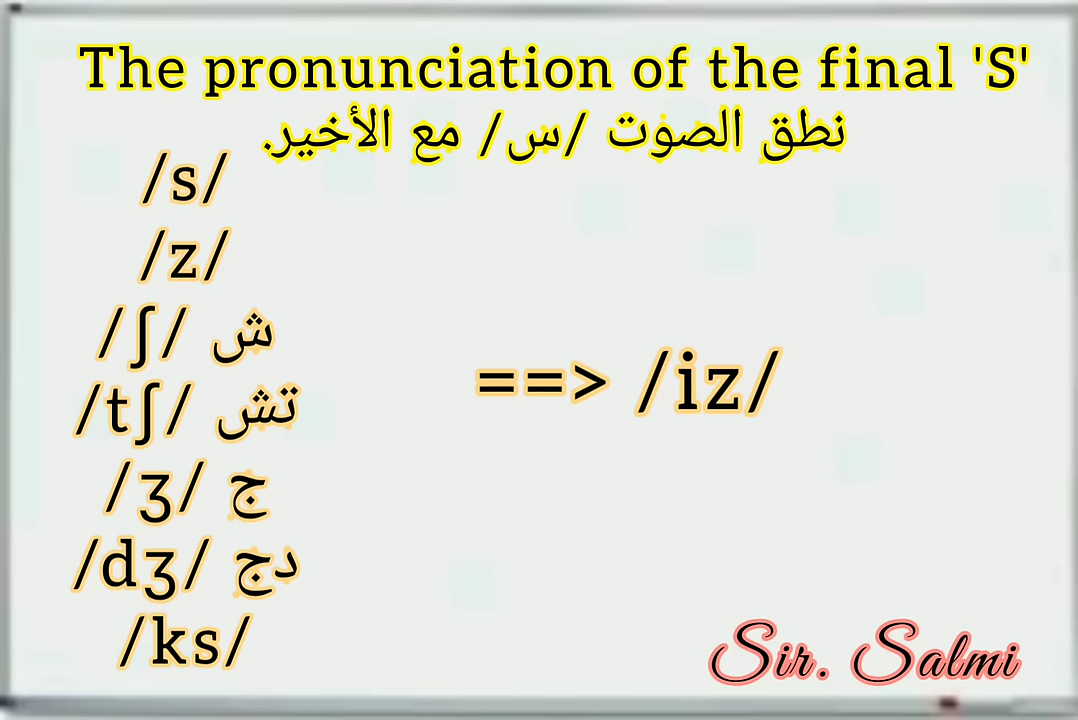 The pronunciation of the final 'S'
نطق الصوت /س/ مع الأخير.
/s/
/z/
/ʃ/ ش
/tʃ/ تش
==> /iz/
/ʒ/ ج
/dʒ/ دج
/ks/
Sir. Salmi